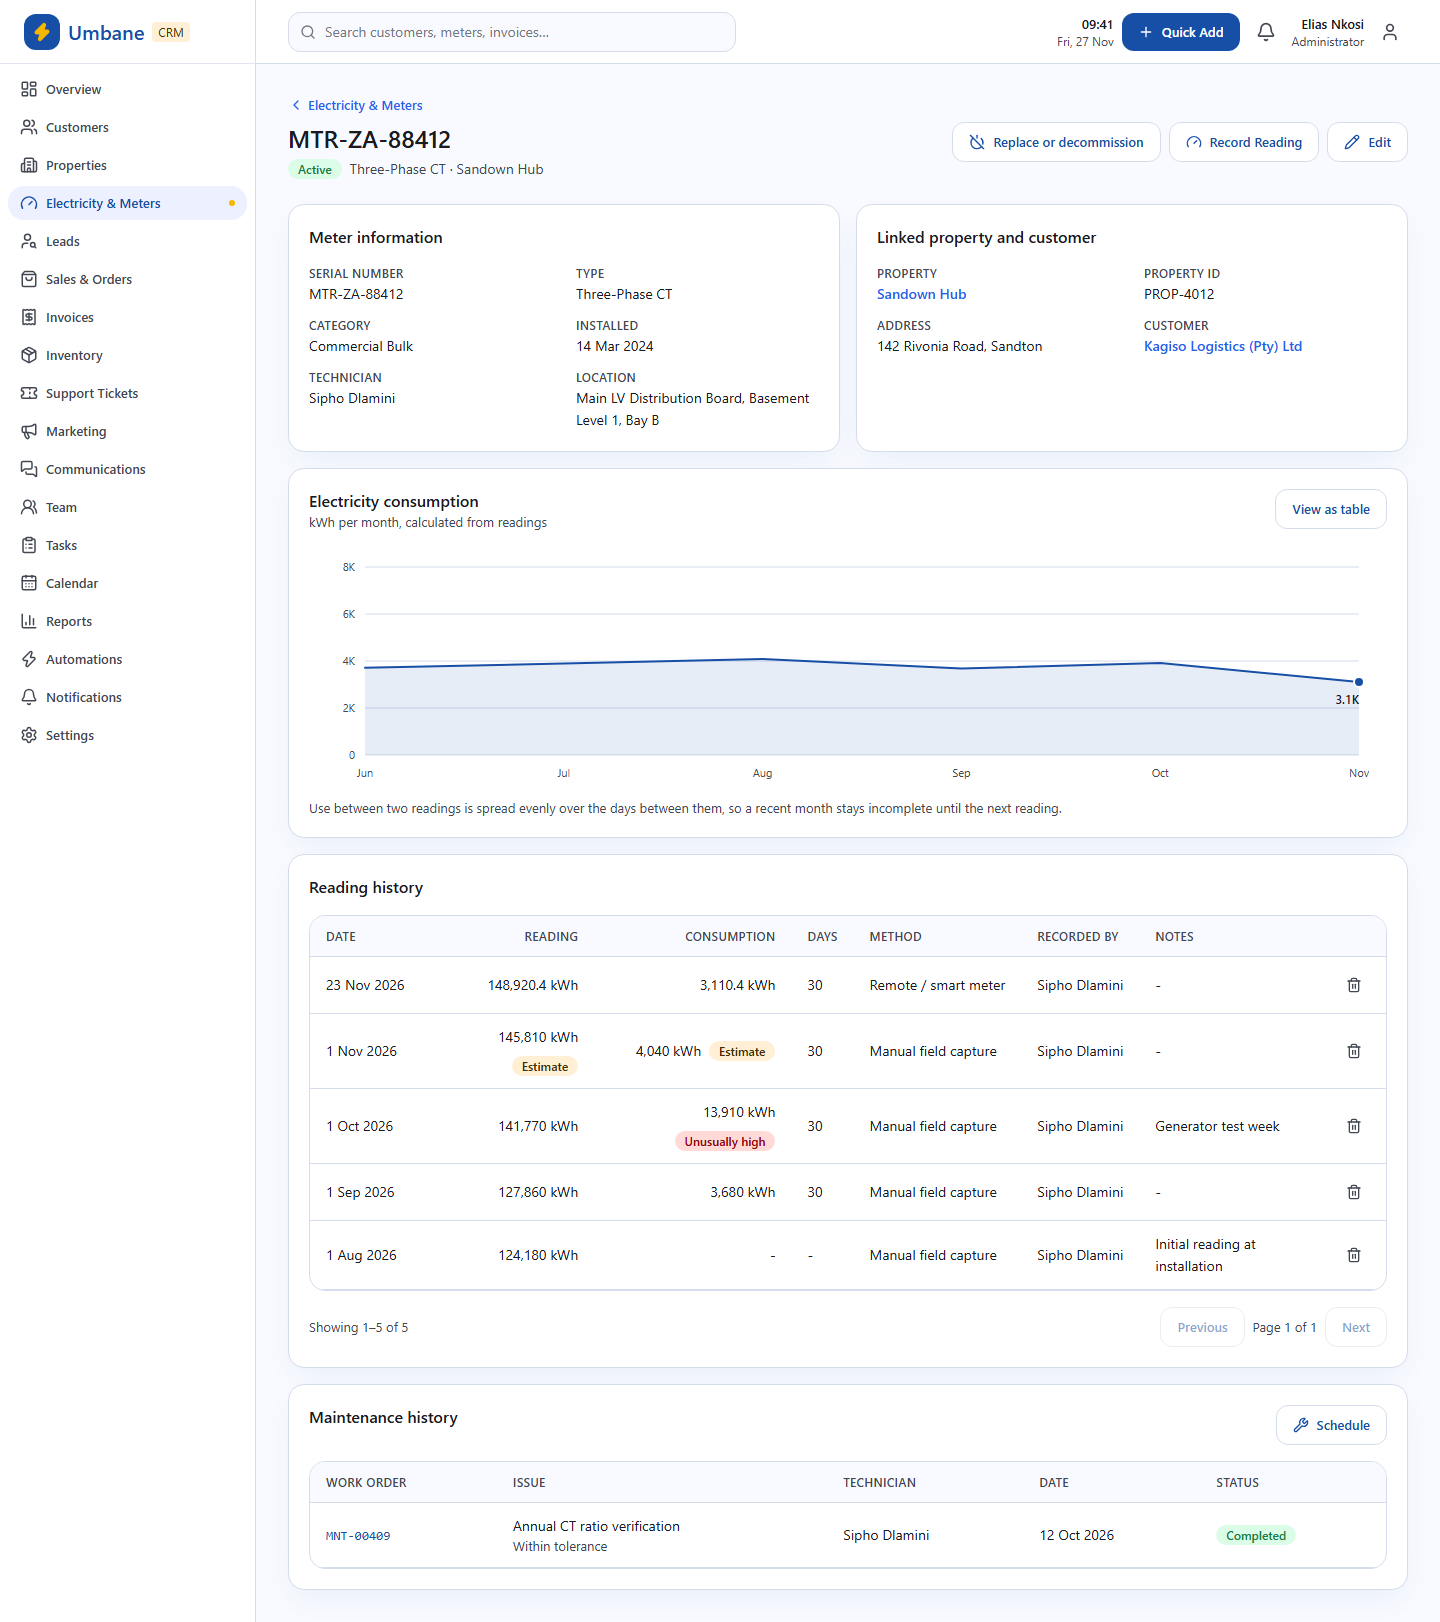 Umbane CRM
Search customers, meters, invoices...
09:41
Fri, 27 Nov
Quick Add
Elias Nkosi
Administrator
Overview
Customers
Properties
Electricity & Meters
Leads
Sales & Orders
Invoices
Inventory
Support Tickets
Marketing
Communications
Team
Tasks
Calendar
Reports
Automations
Notifications
Settings
Electricity & Meters
MTR-ZA-88412
Active Three-Phase CT · Sandown Hub
Replace or decommission
Record Reading
Edit
Meter information
SERIAL NUMBER TYPE
MTR-ZA-88412 Three-Phase CT
CATEGORY INSTALLED
Commercial Bulk 14 Mar 2024
TECHNICIAN LOCATION
Sipho Dlamini Main LV Distribution Board, Basement
Level 1, Bay B
Linked property and customer
PROPERTY PROPERTY ID
Sandown Hub PROP-4012
ADDRESS CUSTOMER
142 Rivonia Road, Sandton Kagiso Logistics (Pty) Ltd
Electricity consumption
kWh per month, calculated from readings
View as table
8K
6K
4K
2K
0
3.1K
Jun Jul Aug Sep Oct Nov
Use between two readings is spread evenly over the days between them, so a recent month stays incomplete until the next reading.
Reading history
DATE READING CONSUMPTION DAYS METHOD RECORDED BY NOTES
23 Nov 2026 148,920.4 kWh 3,110.4 kWh 30 Remote / smart meter Sipho Dlamini -
1 Nov 2026 145,810 kWh Estimate 4,040 kWh Estimate 30 Manual field capture Sipho Dlamini -
1 Oct 2026 141,770 kWh 13,910 kWh Unusually high 30 Manual field capture Sipho Dlamini Generator test week
1 Sep 2026 127,860 kWh 3,680 kWh 30 Manual field capture Sipho Dlamini -
1 Aug 2026 124,180 kWh - - Manual field capture Sipho Dlamini Initial reading at
installation
Showing 1–5 of 5
Previous Page 1 of 1 Next
Maintenance history
Schedule
WORK ORDER ISSUE TECHNICIAN DATE STATUS
MNT-00409 Annual CT ratio verification Sipho Dlamini 12 Oct 2026 Completed
Within tolerance